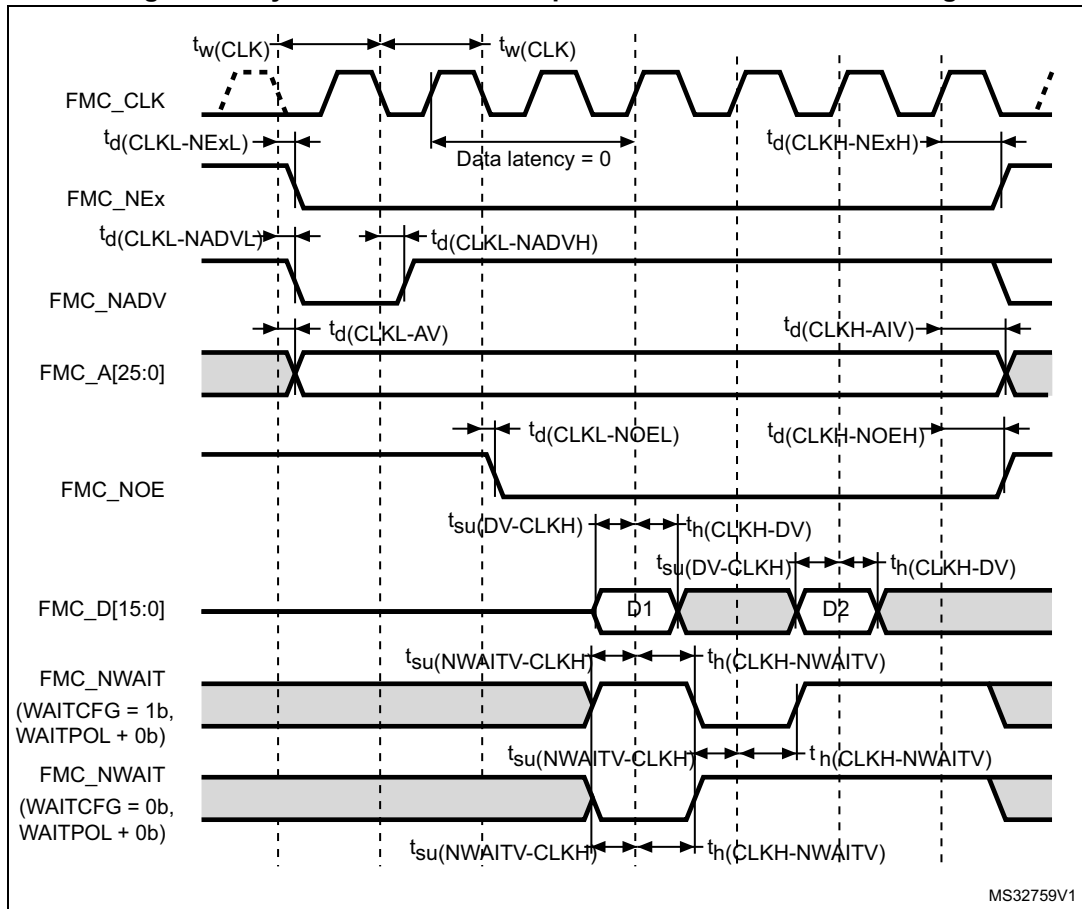 tw(CLK) tw(CLK)
FMC_CLK
td(CLKL-NExL) Data latency = 0 td(CLKH-NExH)
FMC_NEx
td(CLKL-NADVL) td(CLKL-NADVH)
FMC_NADV
td(CLKL-AV) td(CLKH-AIV)
FMC_A[25:0]
td(CLKL-NOEL) td(CLKH-NOEH)
FMC_NOE
tsu(DV-CLKH) th(CLKH-DV)
tsu(DV-CLKH) th(CLKH-DV)
FMC_D[15:0] D1 D2
tsu(NWAITV-CLKH) th(CLKH-NWAITV)
FMC_NWAIT
(WAITCFG = 1b,
WAITPOL + 0b)
tsu(NWAITV-CLKH) th(CLKH-NWAITV)
FMC_NWAIT
(WAITCFG = 0b,
WAITPOL + 0b)
tsu(NWAITV-CLKH) th(CLKH-NWAITV)
MS32759V1